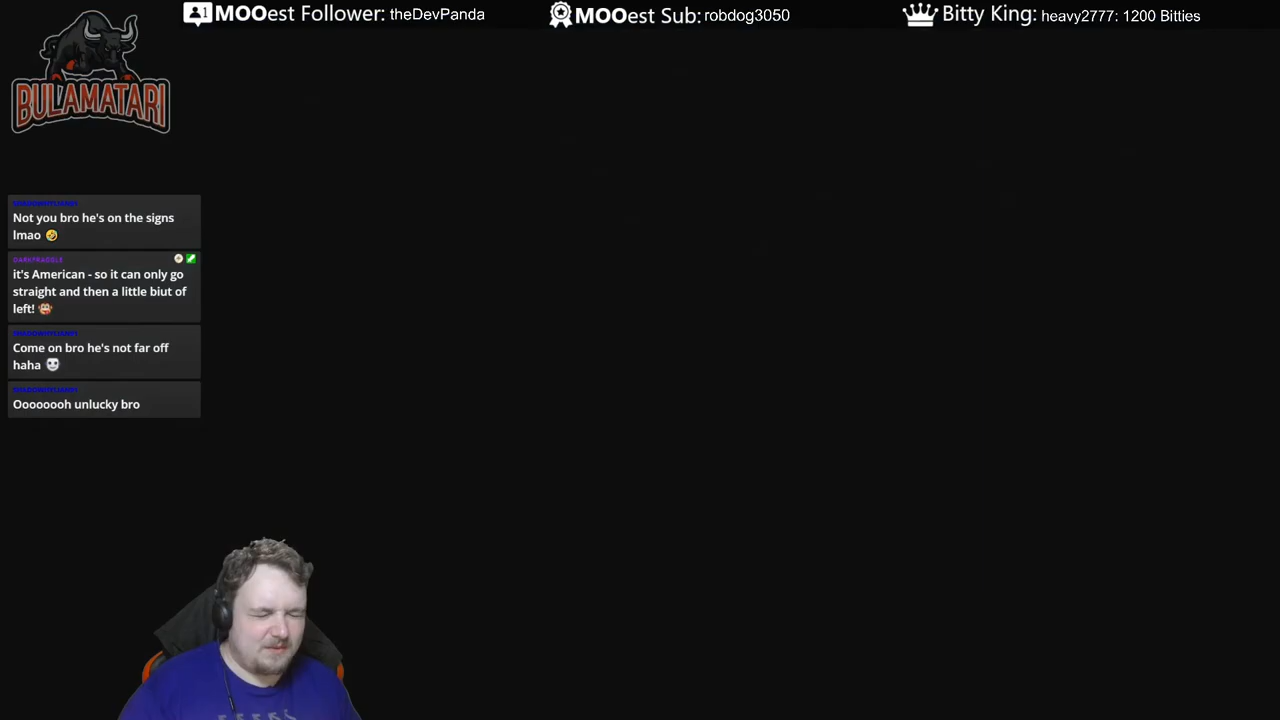 MOOest Follower: theDevPanda
MOOest Sub: robdog3050
Bitty King: heavy2777: 1200 Bitties
BULAMATARI
Not you bro he's on the signs
lmao 🤣
DARKFRAGGLE
it's American - so it can only go
straight and then a little biut of
left!
Come on bro he's not far off
haha
Oooooooh unlucky bro